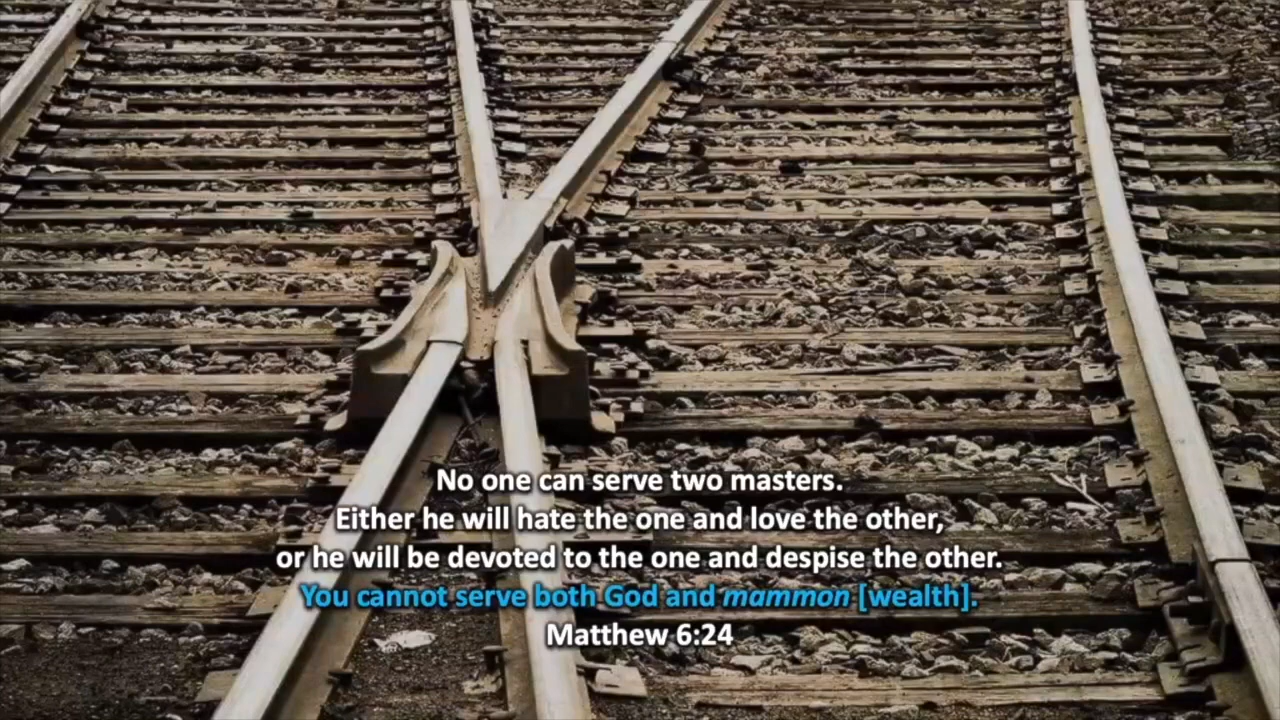 No one can serve two masters.
Either he will hate the one and love the other,
or he will be devoted to the one and despise the other.
You cannot serve both God and mammon [wealth].
Matthew 6:24